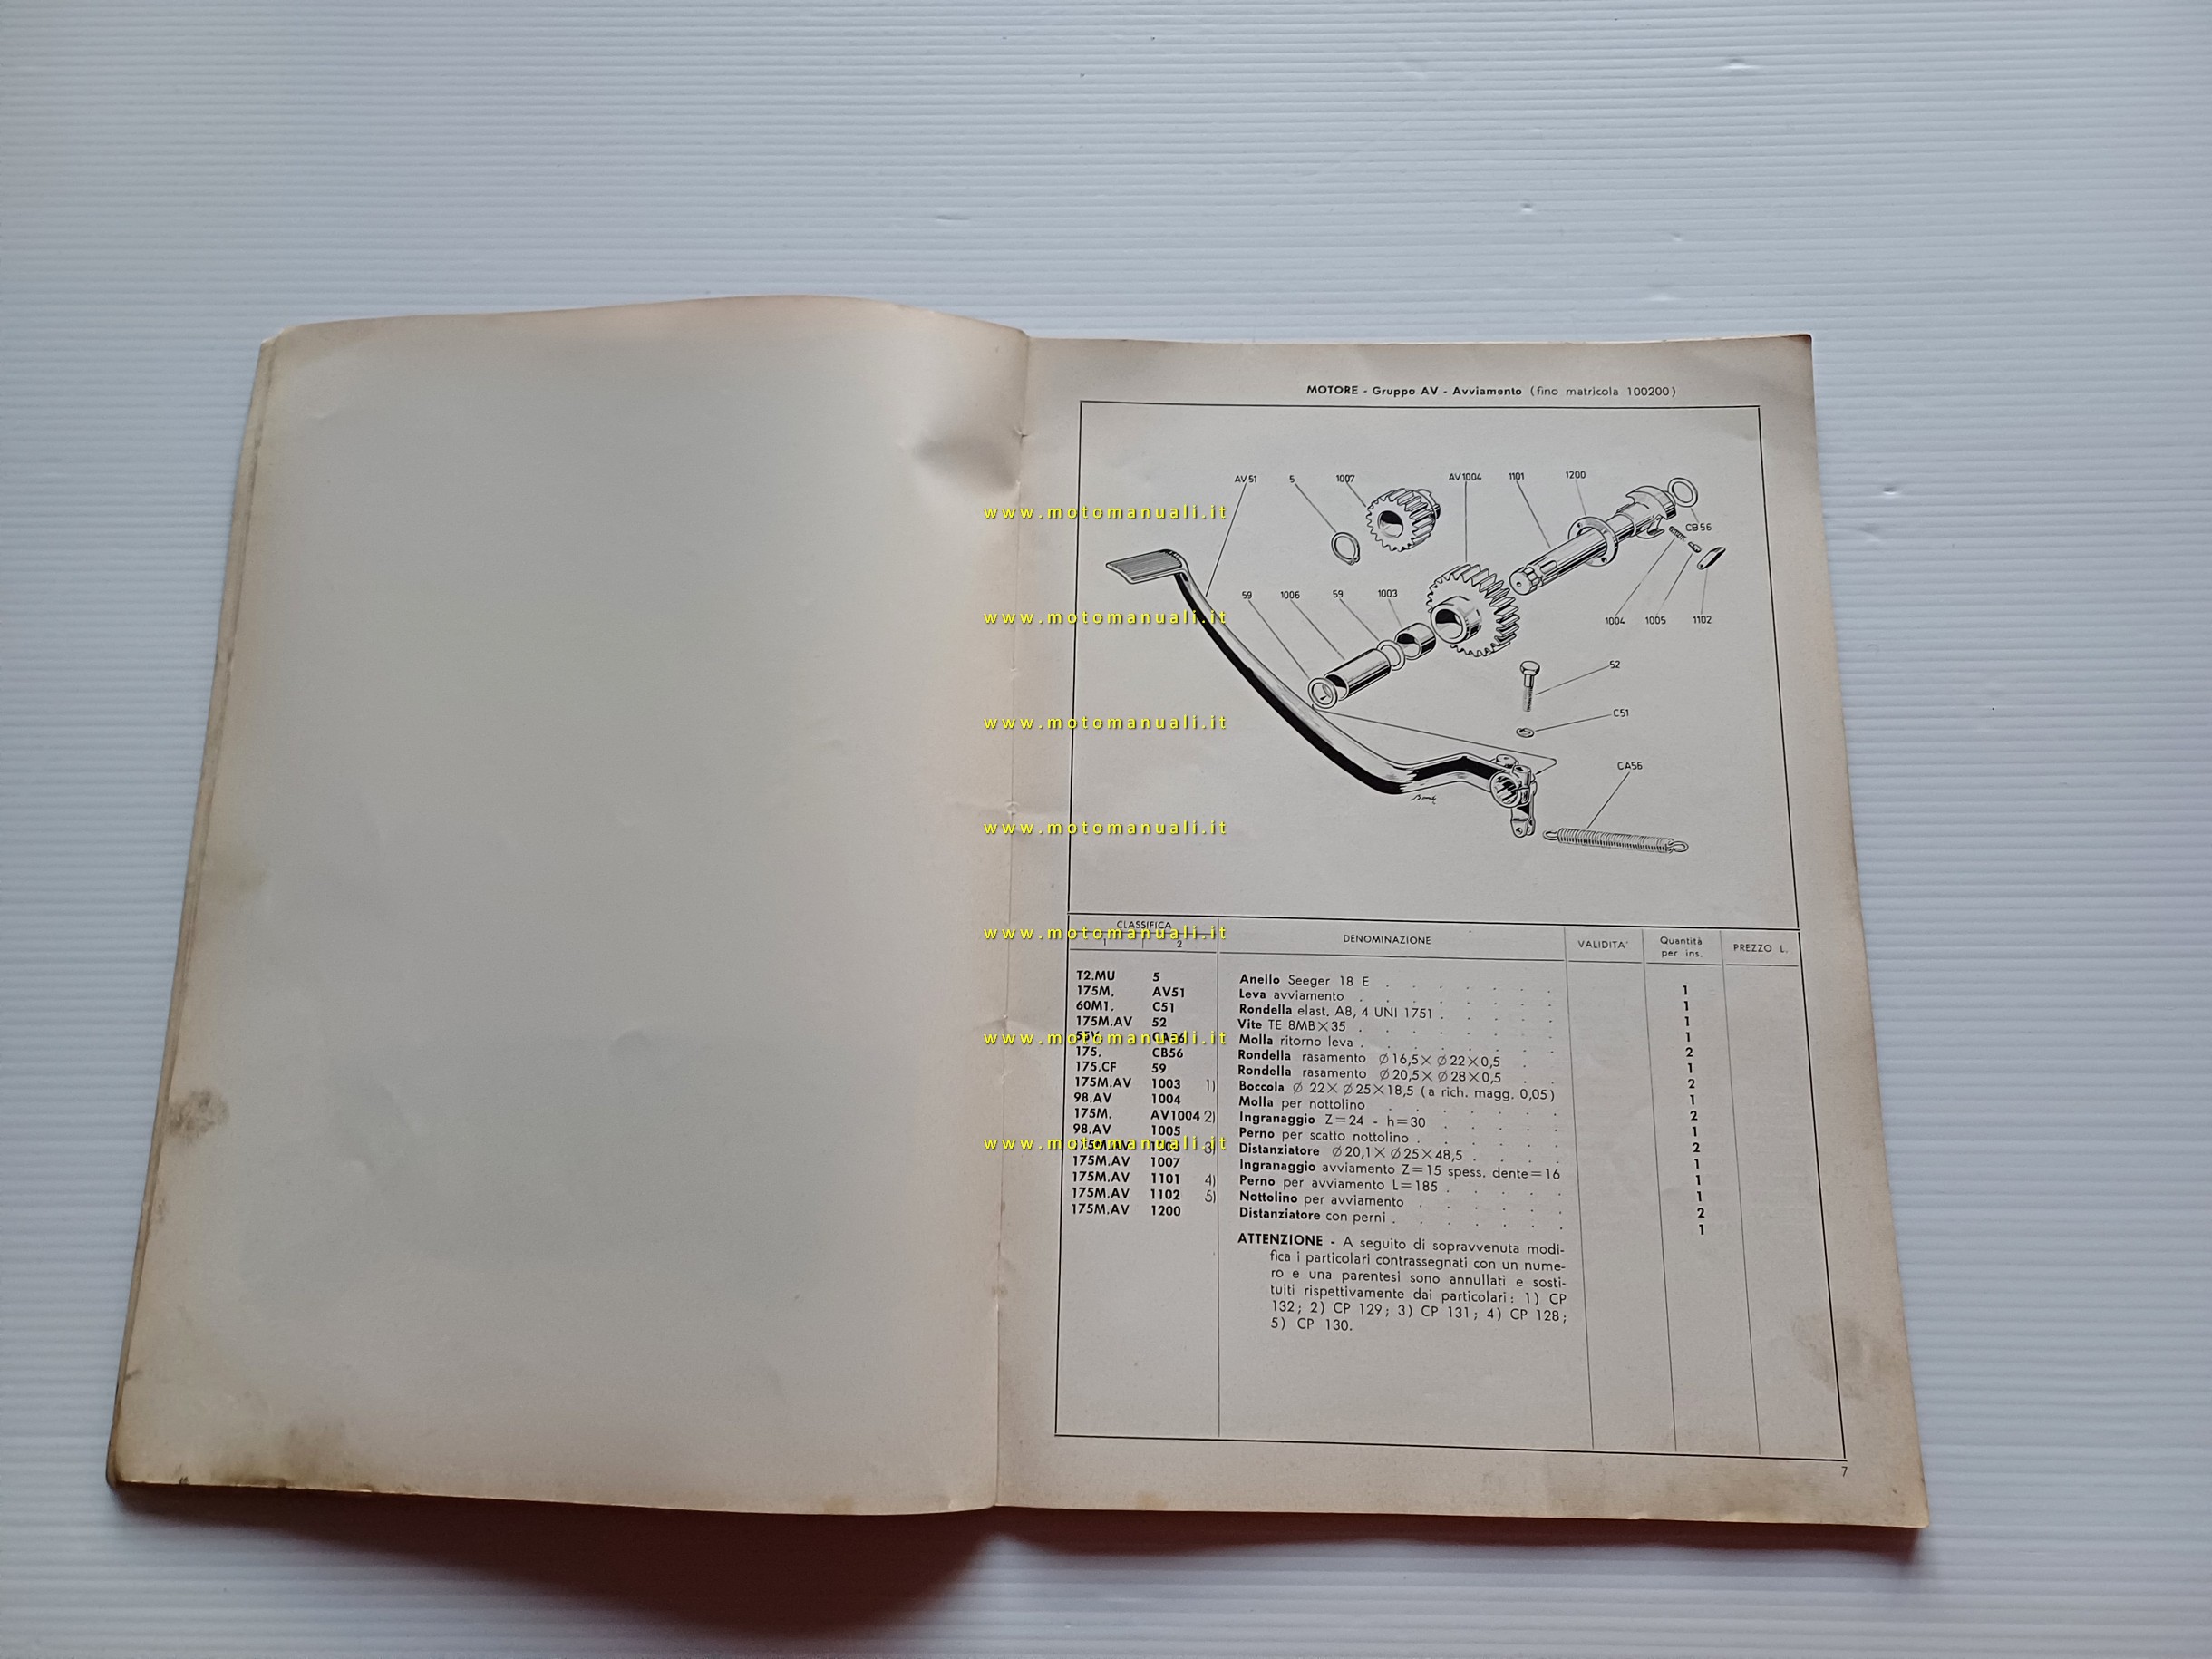 MOTORE - Gruppo AV - Avviamento (fino matricola 100200)
AV51 5 1007 AV1004 1101 1200
CB56
59 1006 59 1003
1004 1005 1102
52
C51
CA56
www.motomanuali.it
www.motomanuali.it
www.motomanuali.it
www.motomanuali.it
www.motomanuali.it
www.motomanuali.it
www.motomanuali.it
CLASSIFICA
1 2 DENOMINAZIONE VALIDITA' Quantità per ins. PREZZO L.
T2.MU 5 Anello Seeger 18 E 1
175M. AV51 Leva avviamento 1
60M1. C51 Rondella elast. A8, 4 UNI 1751 1
175M.AV 52 Vite TE 8MB×35 1
CA56 Molla ritorno leva 2
175. CB56 Rondella rasamento ∅16,5×∅22×0,5 1
175.CF 59 Rondella rasamento ∅20,5×∅28×0,5 2
175M.AV 1003 1) Boccola ∅ 22×∅25×18,5 (a rich. magg. 0,05) 1
98.AV 1004 Molla per nottolino 2
175M. AV1004 2) Ingranaggio Z=24 - h=30 1
98.AV 1005 Perno per scatto nottolino 2
175M.AV 1006 3) Distanziatore ∅20,1×∅25×48,5 1
175M.AV 1007 Ingranaggio avviamento Z=15 spess. dente=16 1
175M.AV 1101 4) Perno per avviamento L=185 1
175M.AV 1102 5) Nottolino per avviamento 2
175M.AV 1200 Distanziatore con perni 1
ATTENZIONE - A seguito di sopravvenuta modi-
fica i particolari contrassegnati con un nume-
ro e una parentesi sono annullati e sosti-
tuiti rispettivamente dai particolari: 1) CP
132; 2) CP 129; 3) CP 131; 4) CP 128;
5) CP 130.
7